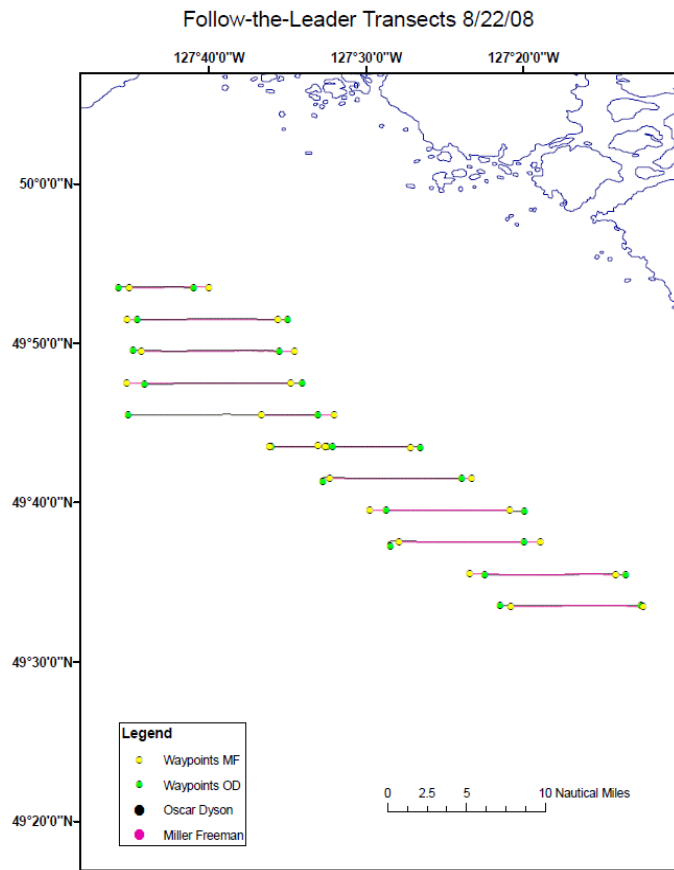 Follow-the-Leader Transects 8/22/08
127°40'0"W 127°30'0"W 127°20'0"W
50°0'0"N
49°50'0"N
49°40'0"N
49°30'0"N
49°20'0"N
Legend
Waypoints MF
Waypoints OD
Oscar Dyson
Miller Freeman
0 2.5 5 10 Nautical Miles